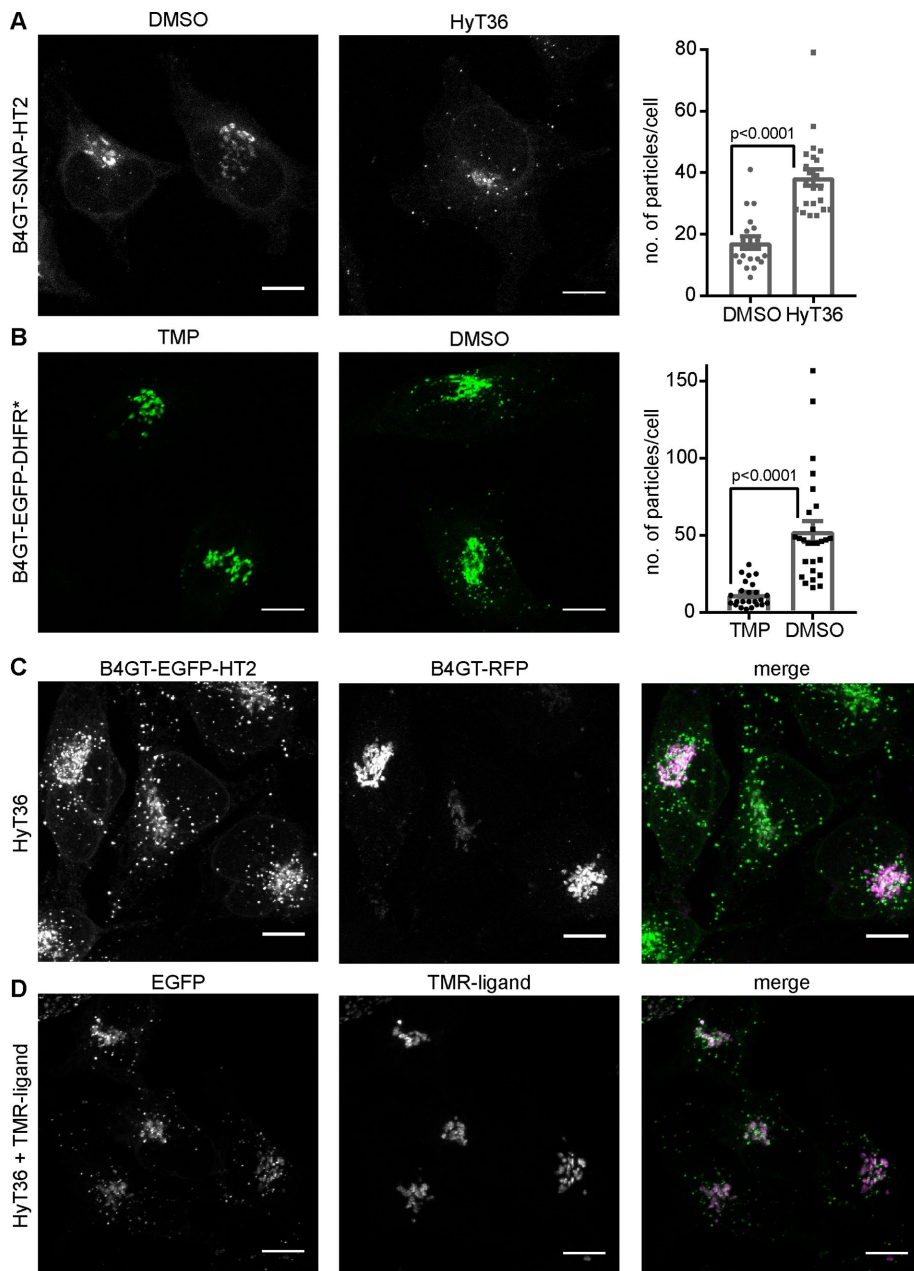 A
DMSO
HyT36
B4GT-SNAP-HT2
no. of particles/cell
80
60
40
20
0
p<0.0001
DMSO HyT36
B
TMP
DMSO
B4GT-EGFP-DHFR*
no. of particles/cell
150
100
50
0
p<0.0001
TMP DMSO
C
B4GT-EGFP-HT2
B4GT-RFP
merge
HyT36
D
EGFP
TMR-ligand
merge
HyT36 + TMR-ligand